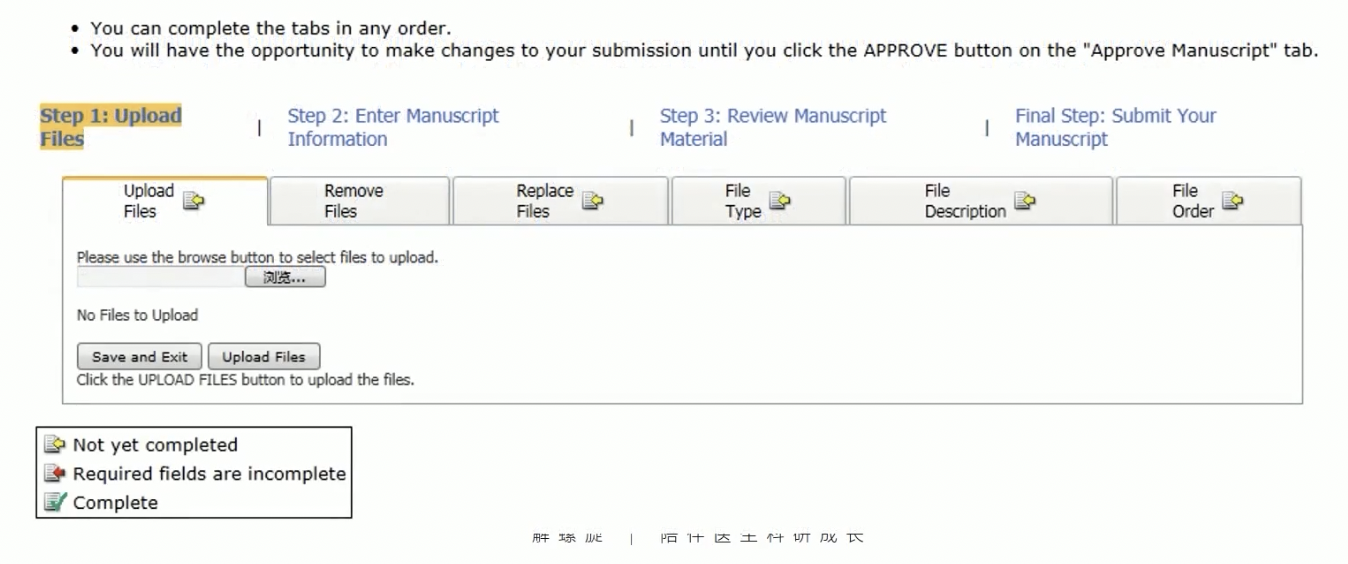 • You can complete the tabs in any order.
• You will have the opportunity to make changes to your submission until you click the APPROVE button on the "Approve Manuscript" tab.
Step 1: Upload Files | Step 2: Enter Manuscript Information | Step 3: Review Manuscript Material | Final Step: Submit Your Manuscript
Upload Files
Remove Files
Replace Files
File Type
File Description
File Order
Please use the browse button to select files to upload.
浏览...
No Files to Upload
Save and Exit Upload Files
Click the UPLOAD FILES button to upload the files.
Not yet completed
Required fields are incomplete
Complete